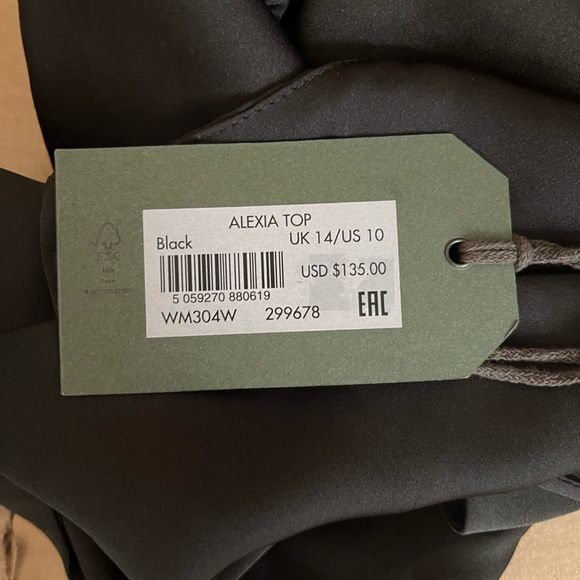 ALEXIA TOP
Black UK 14/US 10
USD $135.00
5 059270 880619
WM304W 299678 EAC
FSC